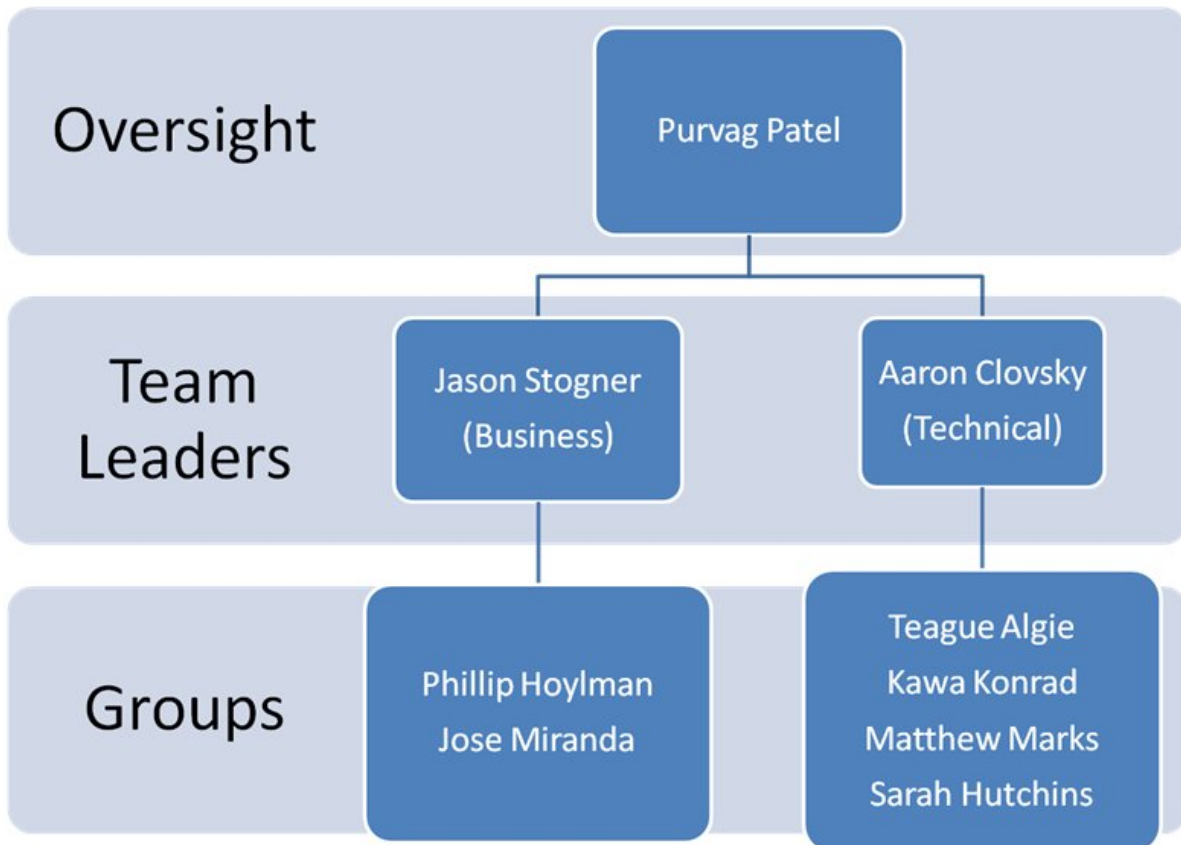 Oversight
Purvag Patel
Team
Leaders
Jason Stogner
(Business)
Aaron Clovsky
(Technical)
Groups
Phillip Hoylman
Jose Miranda
Teague Algie
Kawa Konrad
Matthew Marks
Sarah Hutchins